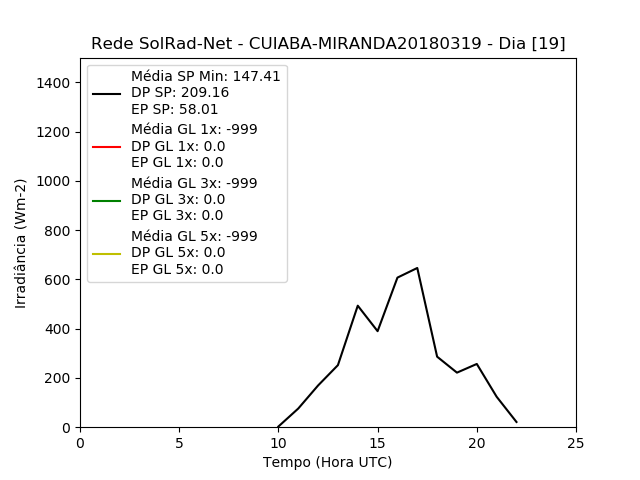 Rede SolRad-Net - CUIABA-MIRANDA20180319 - Dia [19]
Média SP Min: 147.41
DP SP: 209.16
EP SP: 58.01
Média GL 1x: -999
DP GL 1x: 0.0
EP GL 1x: 0.0
Média GL 3x: -999
DP GL 3x: 0.0
EP GL 3x: 0.0
Média GL 5x: -999
DP GL 5x: 0.0
EP GL 5x: 0.0
Irradiância (Wm-2)
1400
1200
1000
800
600
400
200
0
0 5 10 15 20 25
Tempo (Hora UTC)